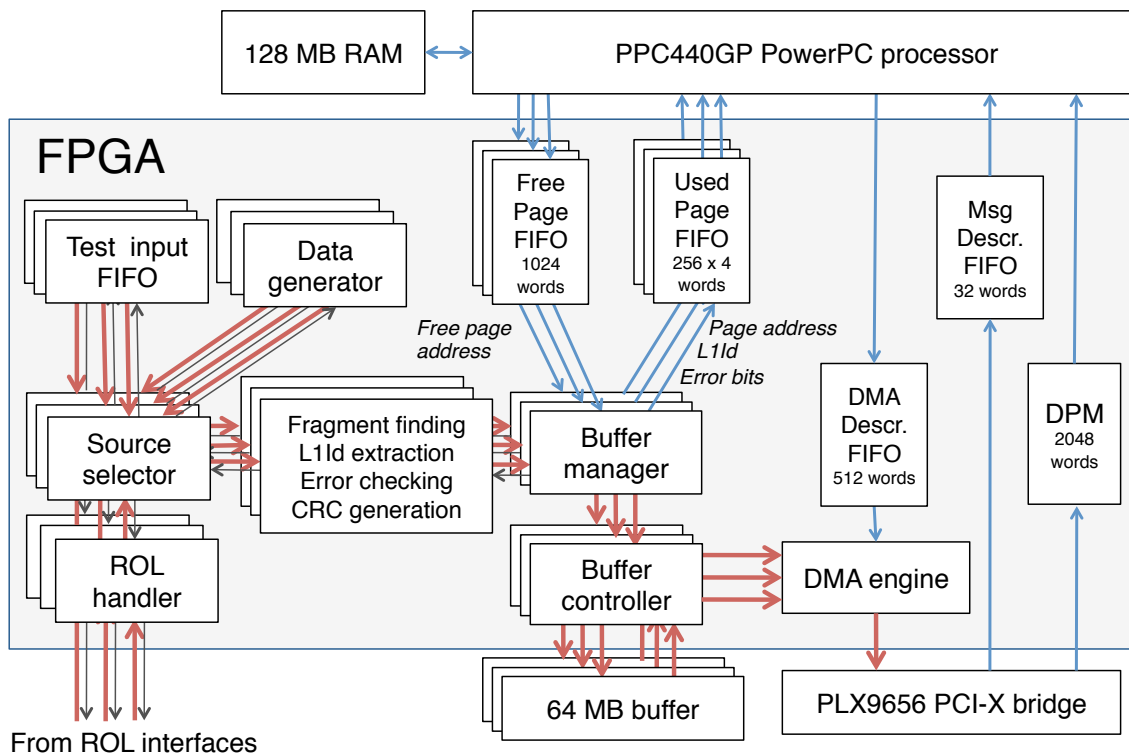 128 MB RAM
PPC440GP PowerPC processor
FPGA
Free
Page
FIFO
1024
words
Used
Page
FIFO
256 x 4
words
Msg
Descr.
FIFO
32 words
Test input
FIFO
Data
generator
Free page
address
Page address
L1Id
Error bits
DMA
Descr.
FIFO
512 words
DPM
2048
words
Source
selector
Fragment finding
L1Id extraction
Error checking
CRC generation
Buffer
manager
ROL
handler
Buffer
controller
DMA engine
64 MB buffer
PLX9656 PCI-X bridge
From ROL interfaces